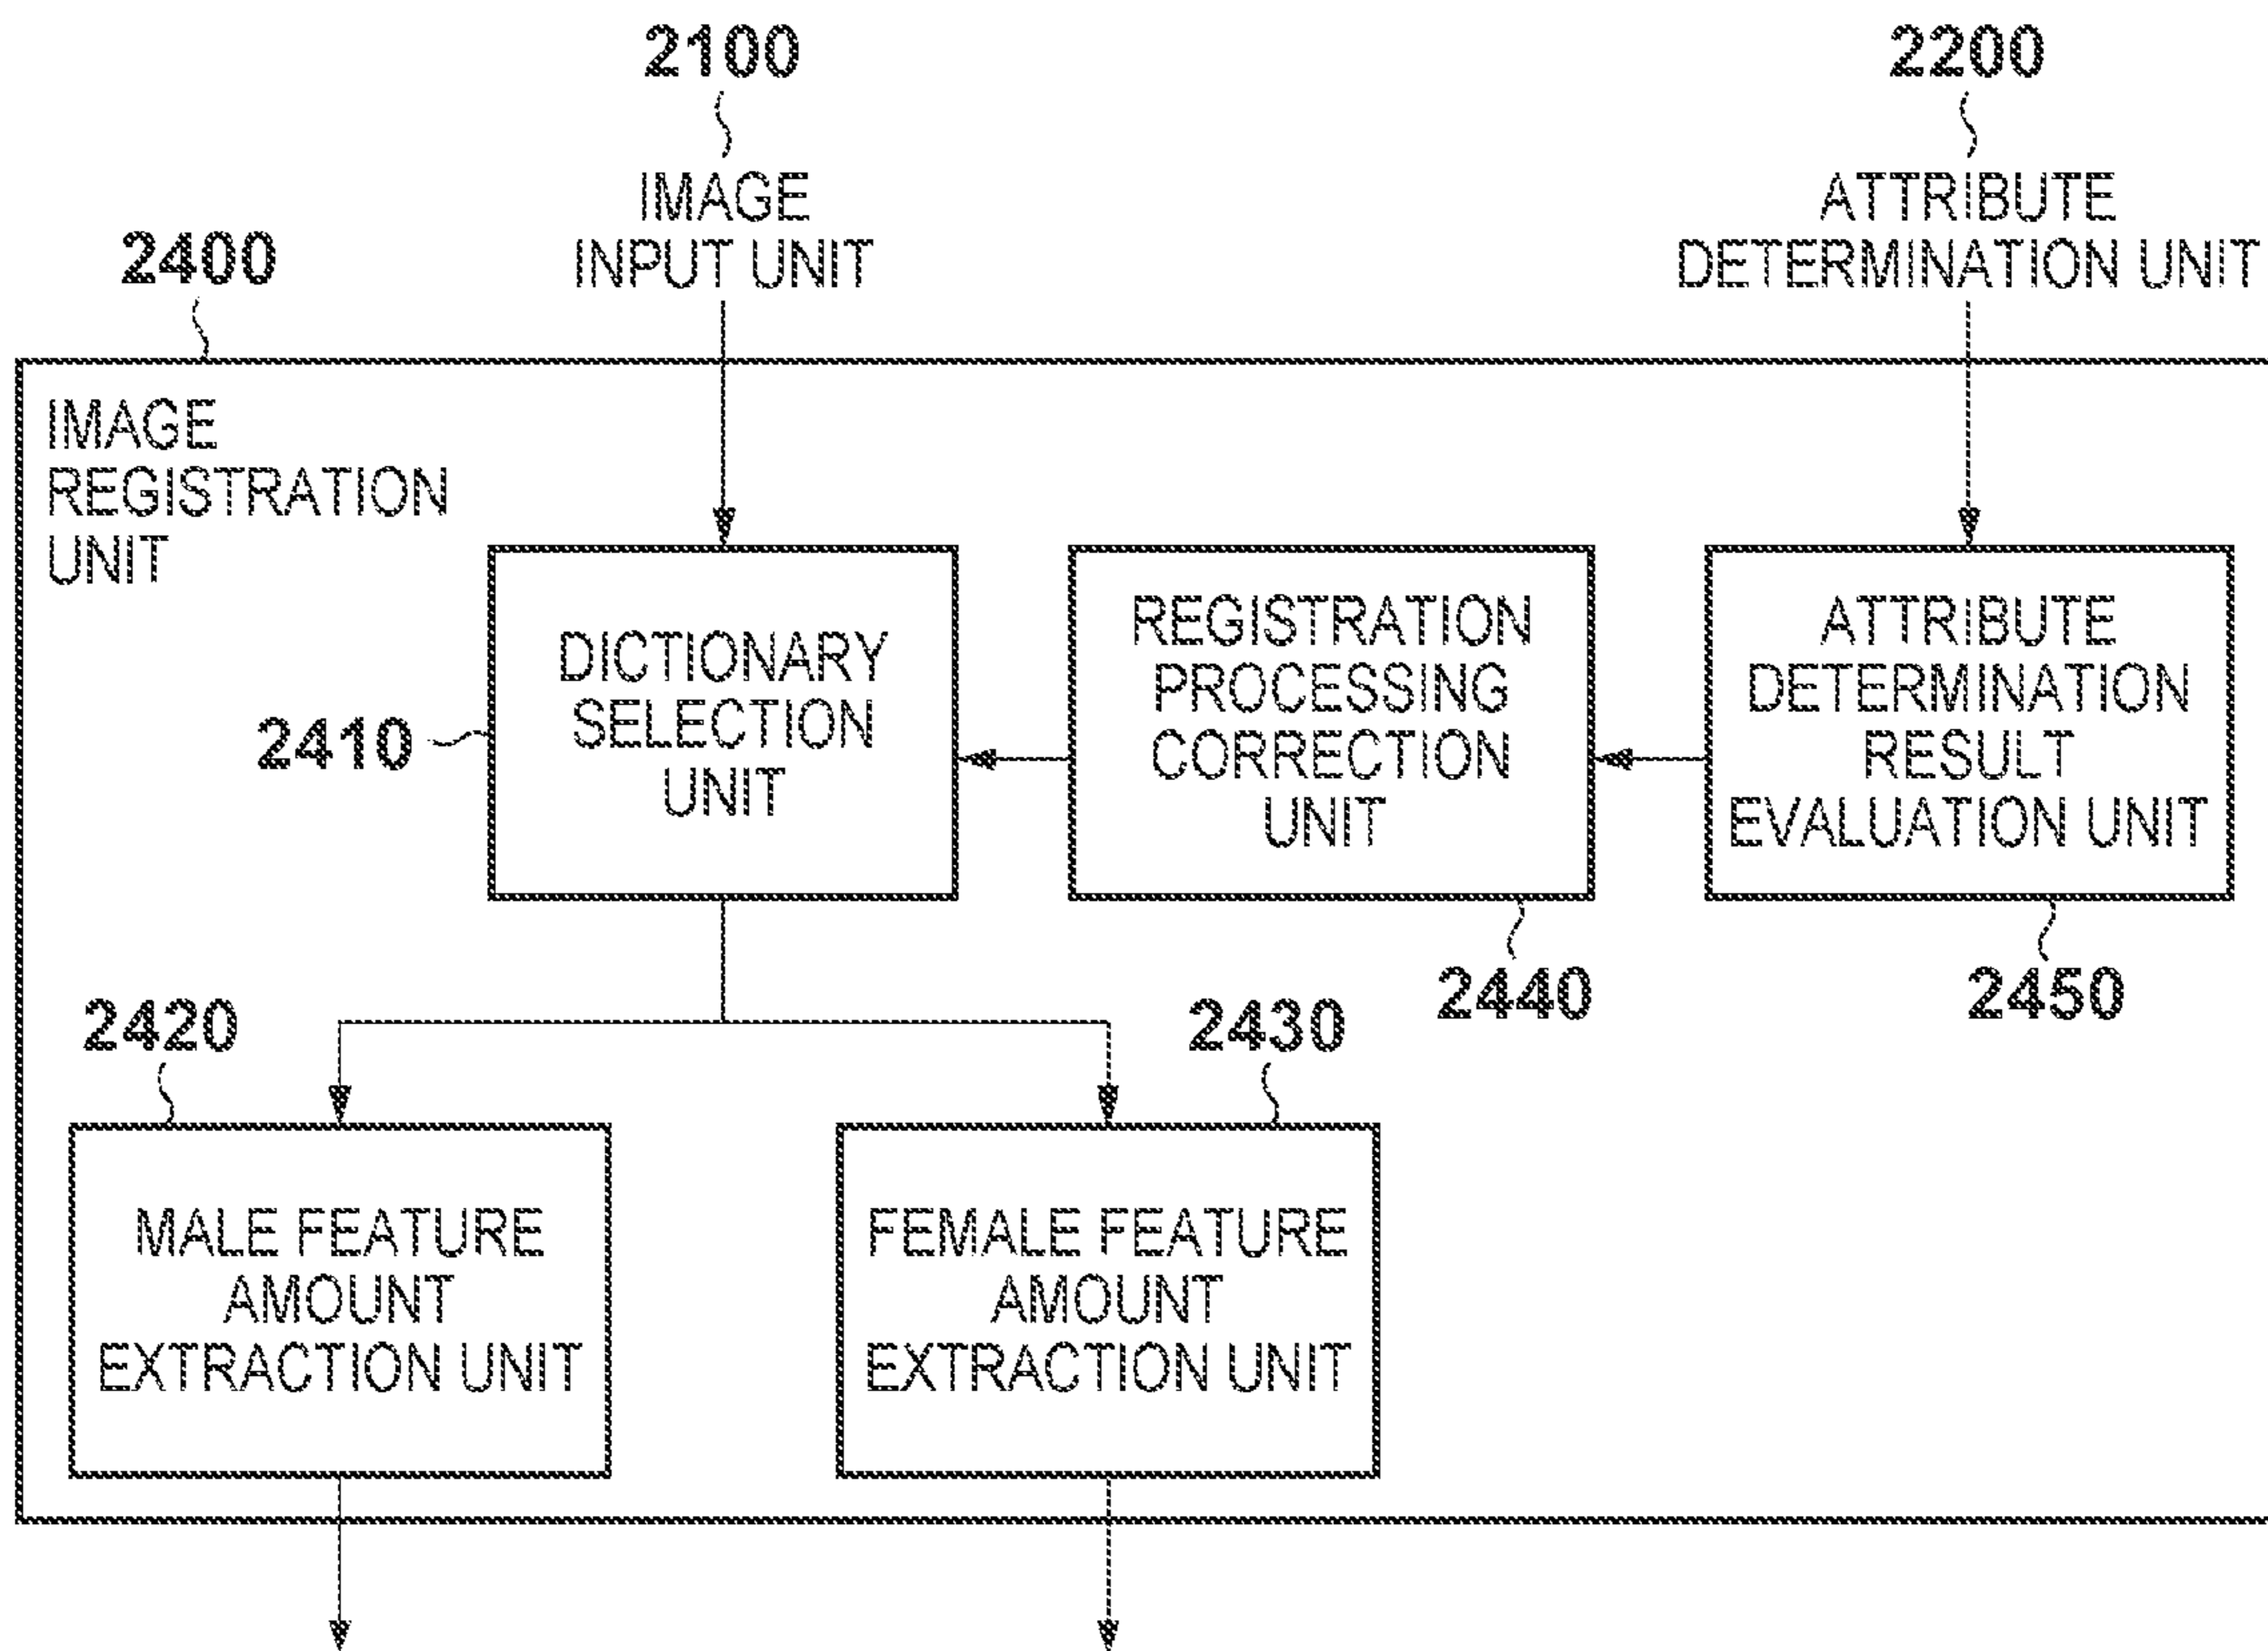 2100
2200
IMAGE
INPUT UNIT
ATTRIBUTE
DETERMINATION UNIT
2400
IMAGE
REGISTRATION
UNIT
DICTIONARY
SELECTION
UNIT
2410
REGISTRATION
PROCESSING
CORRECTION
UNIT
ATTRIBUTE
DETERMINATION
RESULT
EVALUATION UNIT
2440
2450
2420
2430
MALE FEATURE
AMOUNT
EXTRACTION UNIT
FEMALE FEATURE
AMOUNT
EXTRACTION UNIT